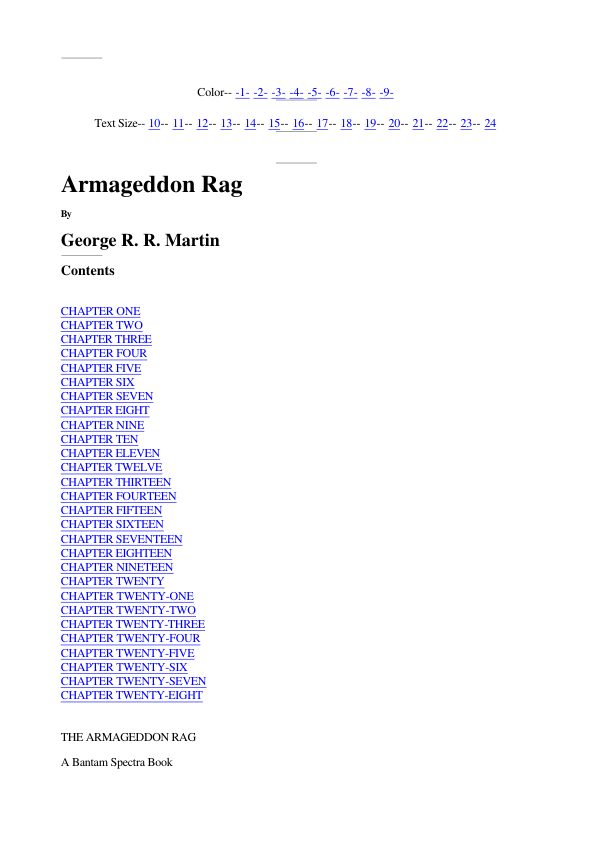 Color-- -1- -2- -3- -4- -5- -6- -7- -8- -9-
Text Size-- 10-- 11-- 12-- 13-- 14-- 15-- 16-- 17-- 18-- 19-- 20-- 21-- 22-- 23-- 24
Armageddon Rag
By
George R. R. Martin
Contents
CHAPTER ONE
CHAPTER TWO
CHAPTER THREE
CHAPTER FOUR
CHAPTER FIVE
CHAPTER SIX
CHAPTER SEVEN
CHAPTER EIGHT
CHAPTER NINE
CHAPTER TEN
CHAPTER ELEVEN
CHAPTER TWELVE
CHAPTER THIRTEEN
CHAPTER FOURTEEN
CHAPTER FIFTEEN
CHAPTER SIXTEEN
CHAPTER SEVENTEEN
CHAPTER EIGHTEEN
CHAPTER NINETEEN
CHAPTER TWENTY
CHAPTER TWENTY-ONE
CHAPTER TWENTY-TWO
CHAPTER TWENTY-THREE
CHAPTER TWENTY-FOUR
CHAPTER TWENTY-FIVE
CHAPTER TWENTY-SIX
CHAPTER TWENTY-SEVEN
CHAPTER TWENTY-EIGHT
THE ARMAGEDDON RAG
A Bantam Spectra Book